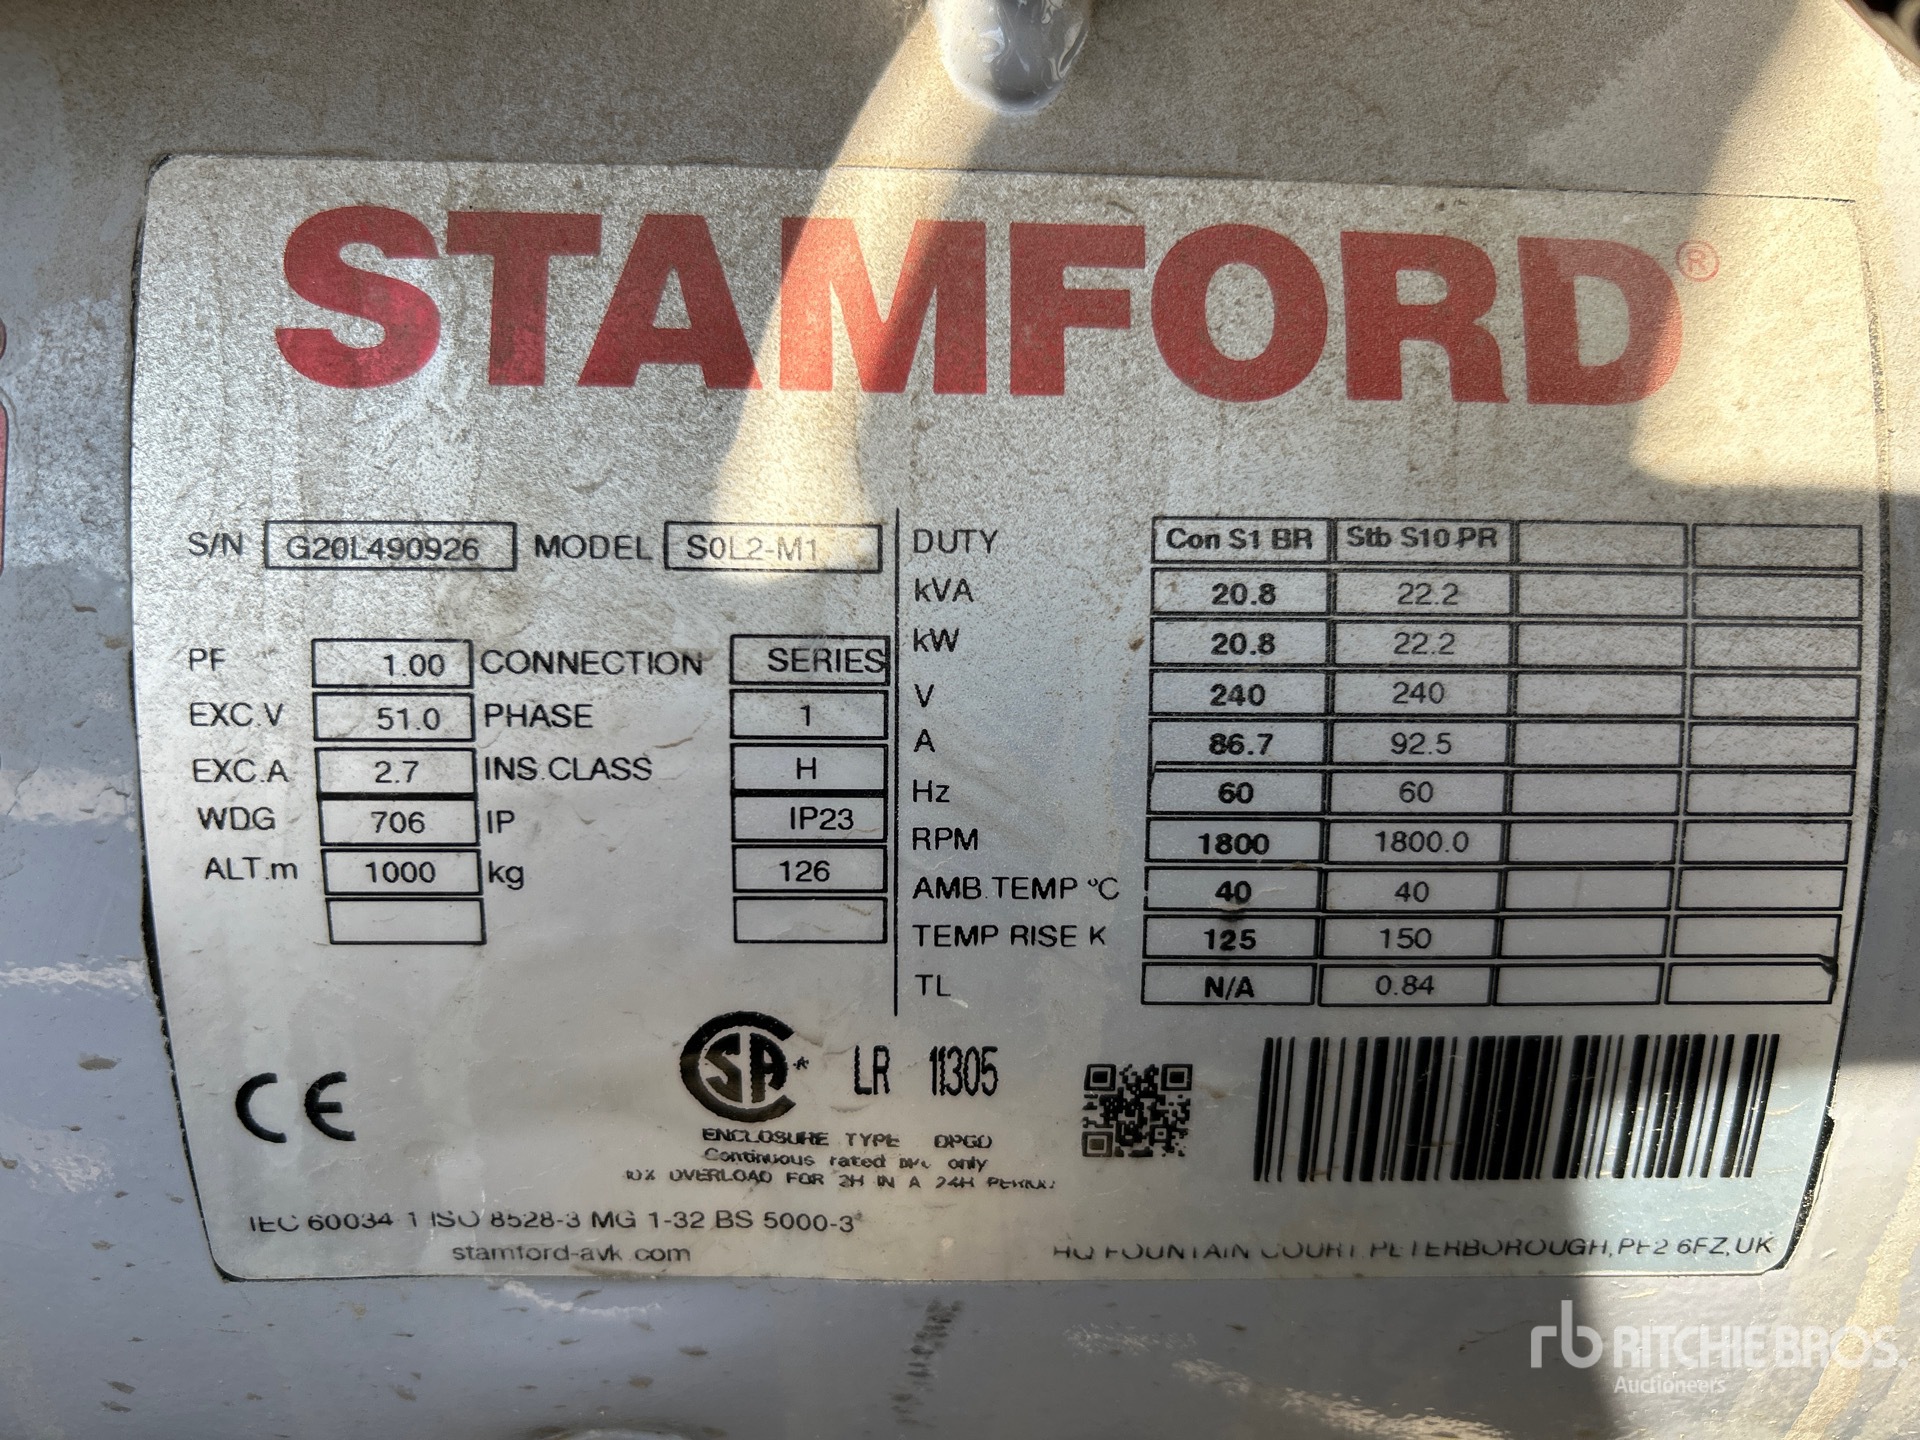 STAMFORD®
S/N G20L490926 MODEL S0L2-M1
PF 1.00 CONNECTION SERIES
EXC.V 51.0 PHASE 1
EXC.A 2.7 INS.CLASS H
WDG 706 IP IP23
ALT.m 1000 kg 126
DUTY Con S1 BR Stb S10 PR
kVA 20.8 22.2
kW 20.8 22.2
V 240 240
A 86.7 92.5
Hz 60 60
RPM 1800 1800.0
AMB.TEMP °C 40 40
TEMP RISE K 125 150
TL N/A 0.84
CE
CSA LR 11305
ENCLOSURE TYPE DPGD
Continuous rated only
OVERLOAD FOR 2H IN A 24H PERIOD
IEC 60034-1 ISO 8528-3 MG 1-32 BS 5000-3
stamford-avk.com
HQ FOUNTAIN COURT, PETERBOROUGH, PE2 6FZ, UK
rb RITCHIE BROS.
Auctioneers